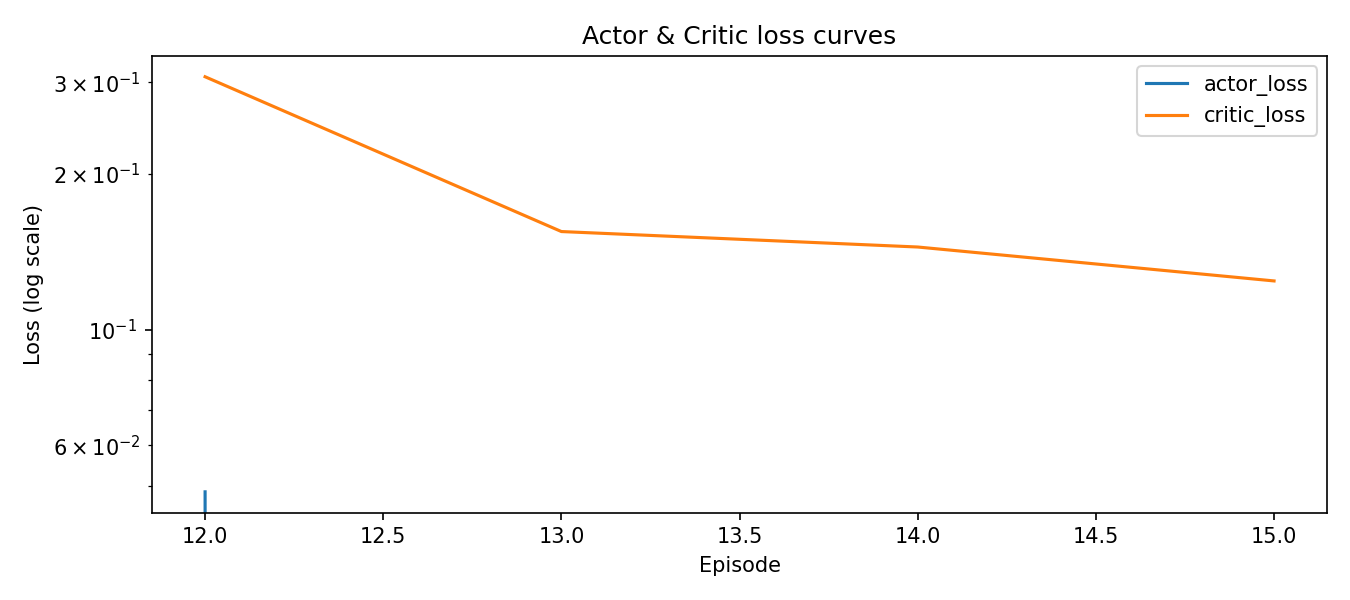 Actor & Critic loss curves
actor_loss
critic_loss
Loss (log scale)
3 × 10⁻¹
2 × 10⁻¹
10⁻¹
6 × 10⁻²
12.0 12.5 13.0 13.5 14.0 14.5 15.0
Episode